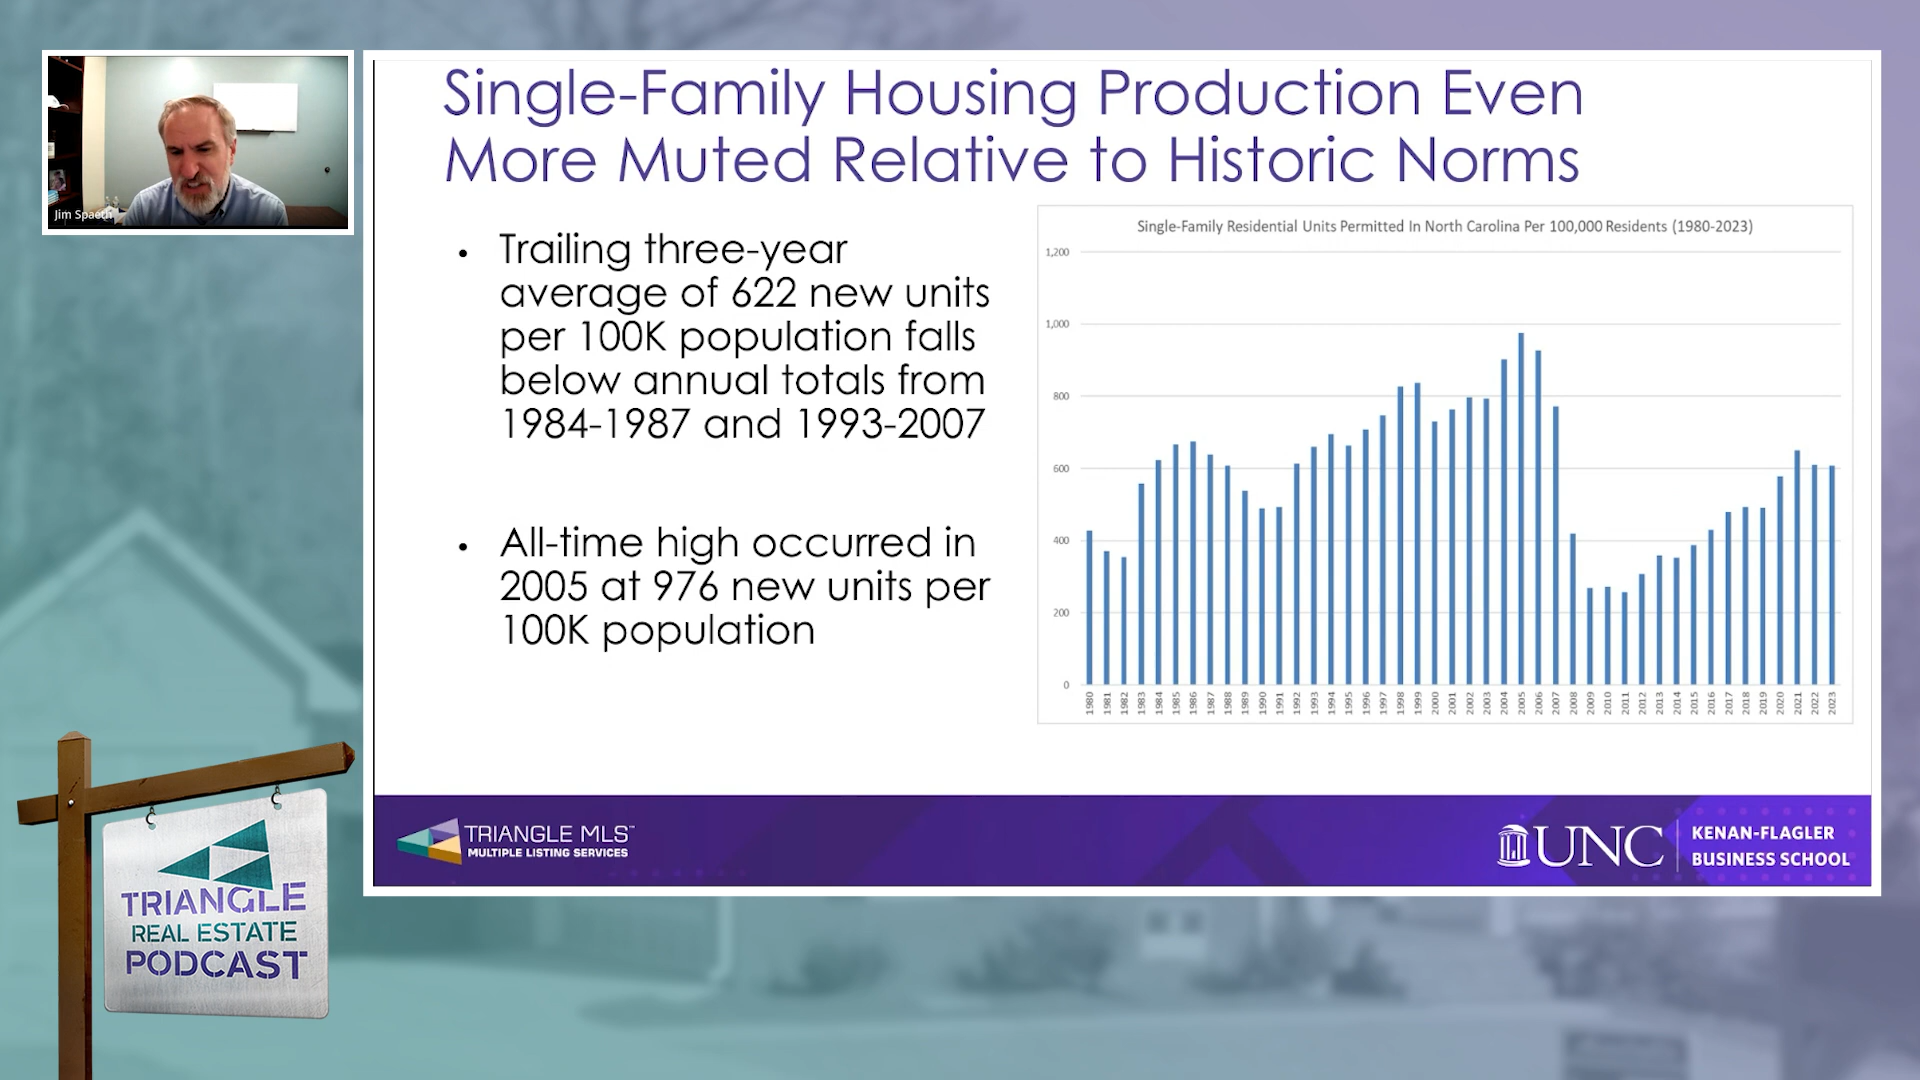 Jim Spaeth
Single-Family Housing Production Even
More Muted Relative to Historic Norms
• Trailing three-year
average of 622 new units
per 100K population falls
below annual totals from
1984-1987 and 1993-2007
• All-time high occurred in
2005 at 976 new units per
100K population
Single-Family Residential Units Permitted In North Carolina Per 100,000 Residents (1980-2023)
1,200
1,000
800
600
400
200
0
1980 1981 1982 1983 1984 1985 1986 1987 1988 1989 1990 1991 1992 1993 1994 1995 1996 1997 1998 1999 2000 2001 2002 2003 2004 2005 2006 2007 2008 2009 2010 2011 2012 2013 2014 2015 2016 2017 2018 2019 2020 2021 2022 2023
TRIANGLE MLS™
MULTIPLE LISTING SERVICES
UNC
KENAN-FLAGLER
BUSINESS SCHOOL
TRIANGLE
REAL ESTATE
PODCAST